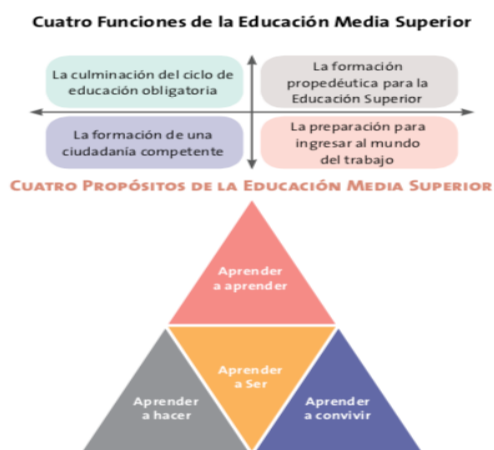 Cuatro Funciones de la Educación Media Superior
La culminación del ciclo de
educación obligatoria
La formación
propedéutica para la
Educación Superior
La formación de una
ciudadanía competente
La preparación para
ingresar al mundo
del trabajo
Cuatro Propósitos de la Educación Media Superior
Aprender
a aprender
Aprender
a Ser
Aprender
a hacer
Aprender
a convivir